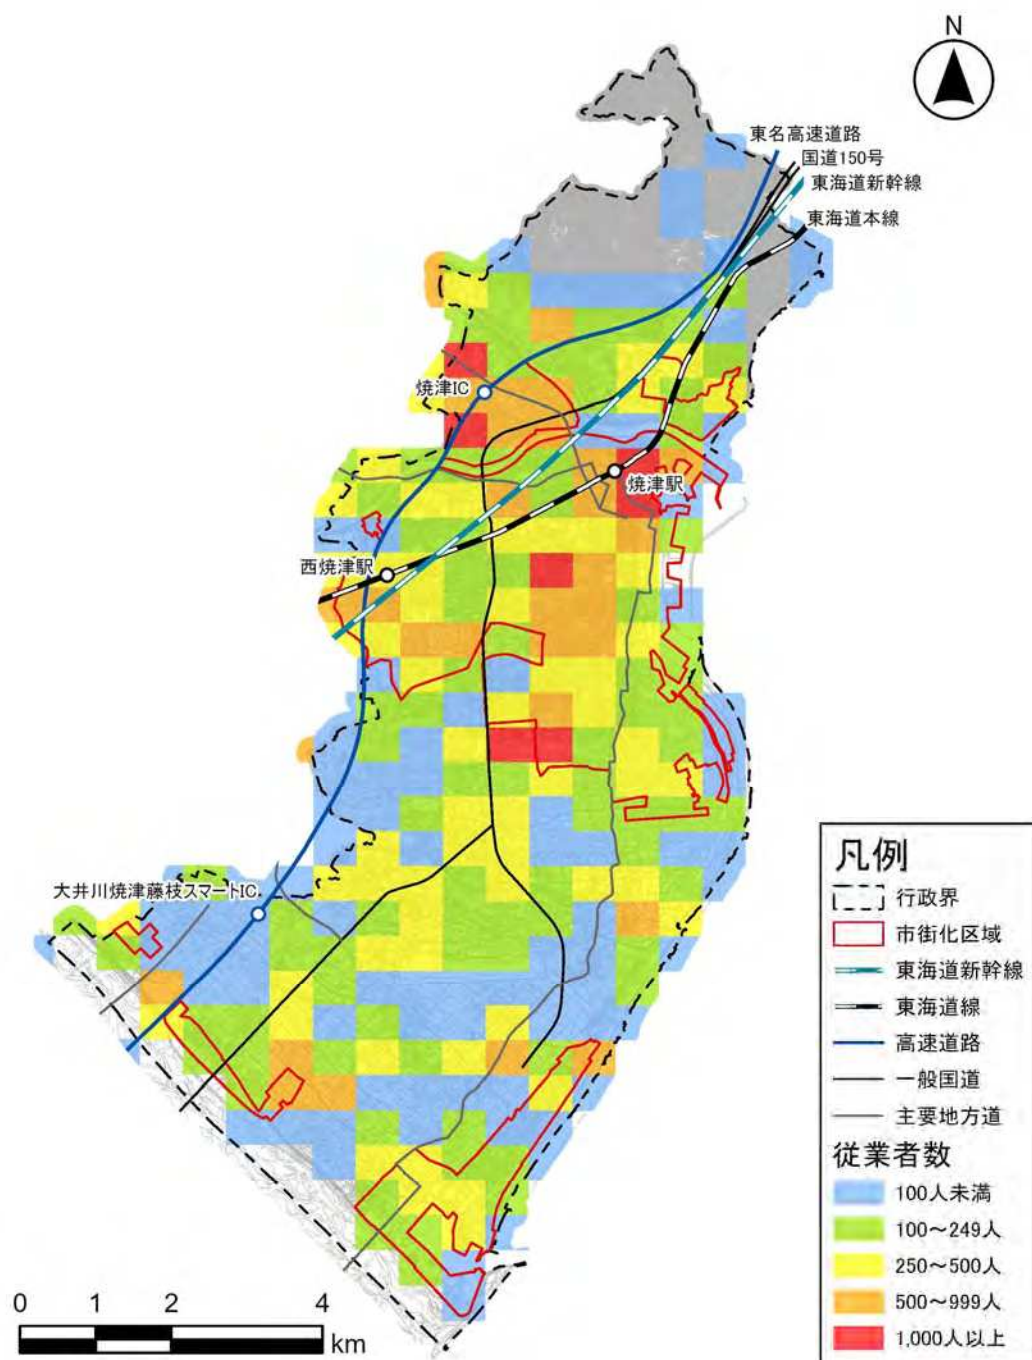 N
東名高速道路
国道150号
東海道新幹線
東海道本線
焼津IC
焼津駅
西焼津駅
大井川焼津藤枝スマートIC
凡例
行政界
市街化区域
東海道新幹線
東海道線
高速道路
一般国道
主要地方道
従業者数
100人未満
100～249人
250～500人
500～999人
1,000人以上
0 1 2 4
km